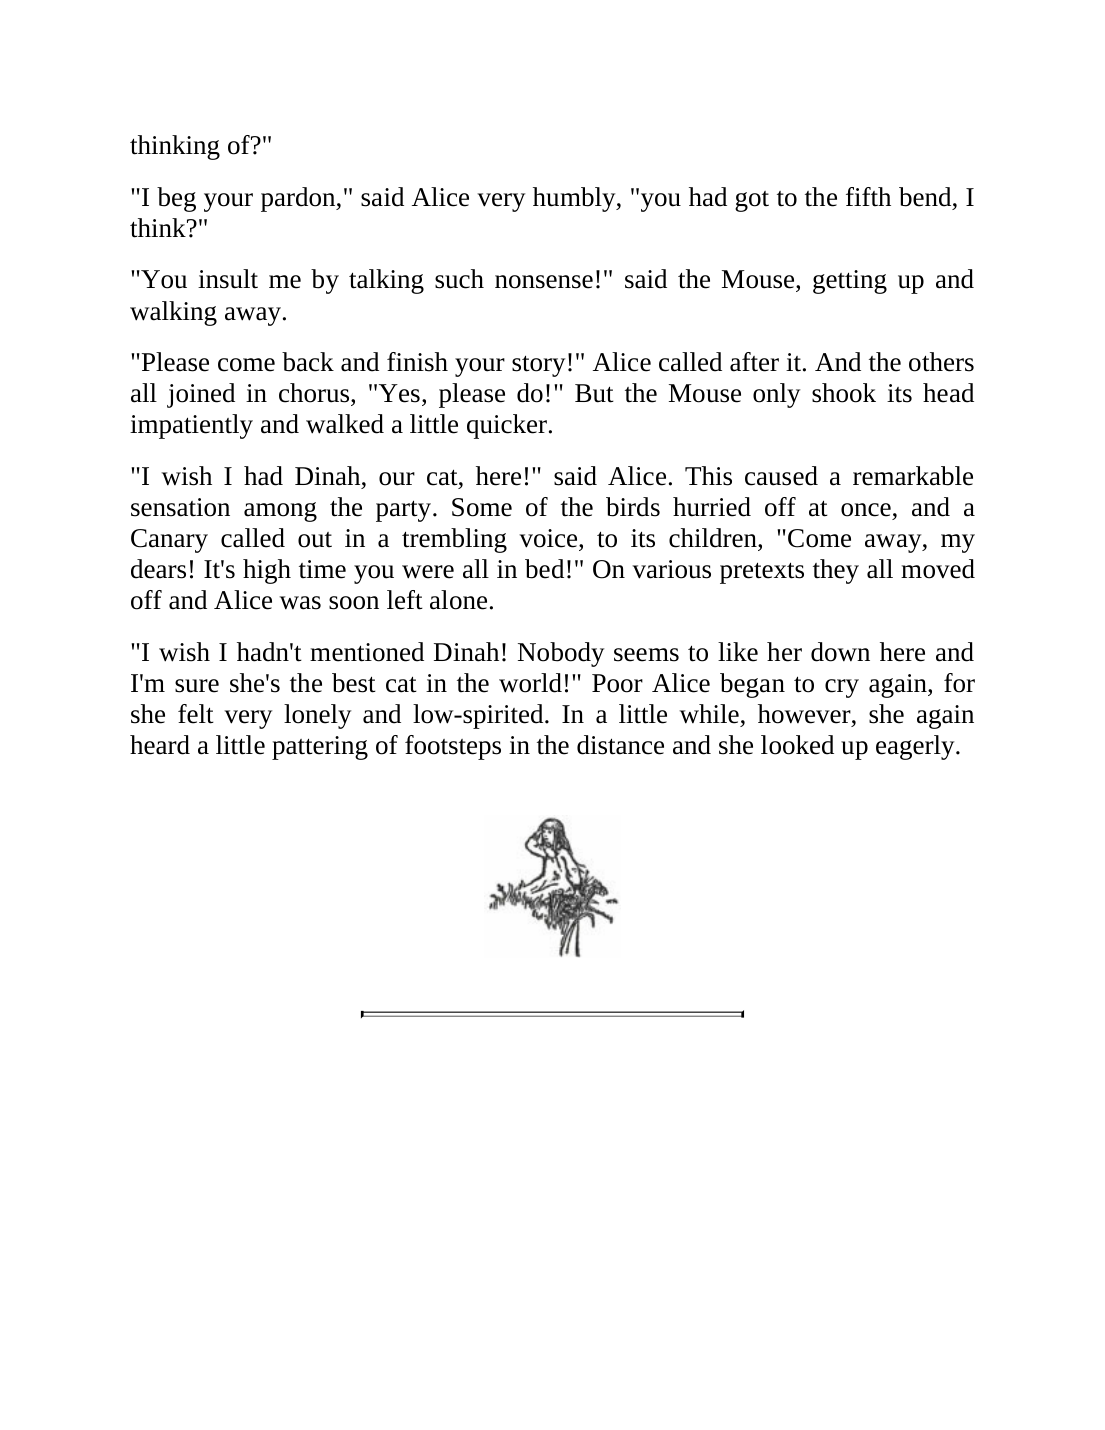 thinking of?"
"I beg your pardon," said Alice very humbly, "you had got to the fifth bend, I
think?"
"You insult me by talking such nonsense!" said the Mouse, getting up and
walking away.
"Please come back and finish your story!" Alice called after it. And the others
all joined in chorus, "Yes, please do!" But the Mouse only shook its head
impatiently and walked a little quicker.
"I wish I had Dinah, our cat, here!" said Alice. This caused a remarkable
sensation among the party. Some of the birds hurried off at once, and a
Canary called out in a trembling voice, to its children, "Come away, my
dears! It's high time you were all in bed!" On various pretexts they all moved
off and Alice was soon left alone.
"I wish I hadn't mentioned Dinah! Nobody seems to like her down here and
I'm sure she's the best cat in the world!" Poor Alice began to cry again, for
she felt very lonely and low-spirited. In a little while, however, she again
heard a little pattering of footsteps in the distance and she looked up eagerly.